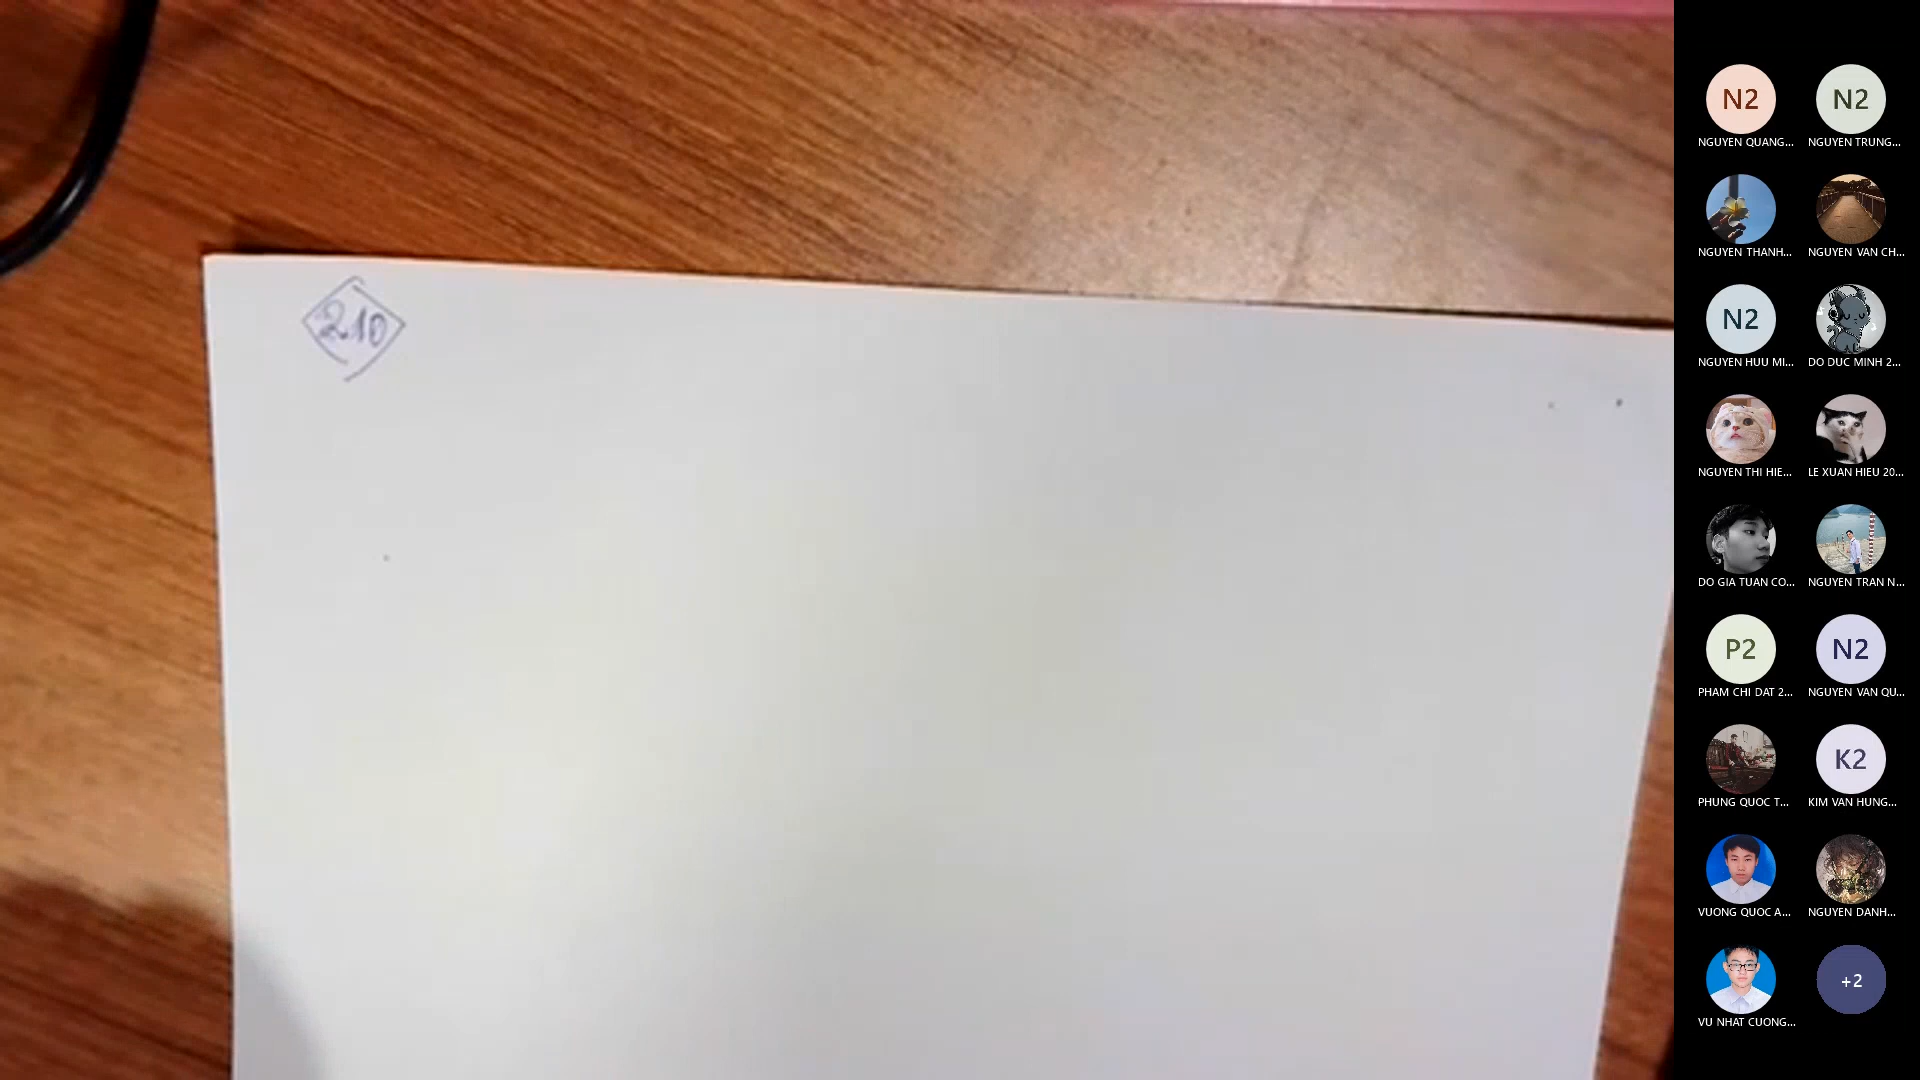 210
N2
N2
NGUYEN QUANG...
NGUYEN TRUNG...
NGUYEN THANH...
NGUYEN VAN CH...
N2
NGUYEN HUU MI...
DO DUC MINH 2...
NGUYEN THI HIE...
LE XUAN HIEU 20...
DO GIA TUAN CO...
NGUYEN TRAN N...
P2
N2
PHAM CHI DAT 2...
NGUYEN VAN QU...
K2
PHUNG QUOC T...
KIM VAN HUNG...
VUONG QUOC A...
NGUYEN DANH...
+2
VU NHAT CUONG...